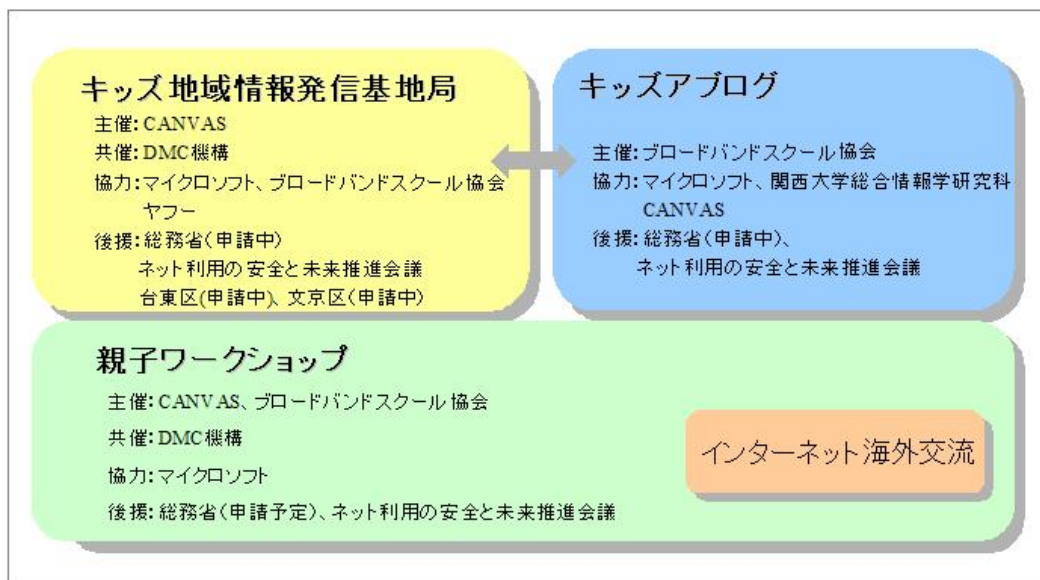 キッズ地域情報発信基地局
主催：CANVAS
共催：DMC機構
協力：マイクロソフト、ブロードバンドスクール協会
ヤフー
後援：総務省（申請中）
ネット利用の安全と未来推進会議
台東区(申請中)、文京区（申請中）
キッズアブログ
主催：ブロードバンドスクール協会
協力：マイクロソフト、関西大学総合情報学研究科
CANVAS
後援：総務省（申請中）、
ネット利用の安全と未来推進会議
親子ワークショップ
主催：CANVAS、ブロードバンドスクール協会
共催：DMC機構
協力：マイクロソフト
後援：総務省（申請予定）、ネット利用の安全と未来推進会議
インターネット海外交流